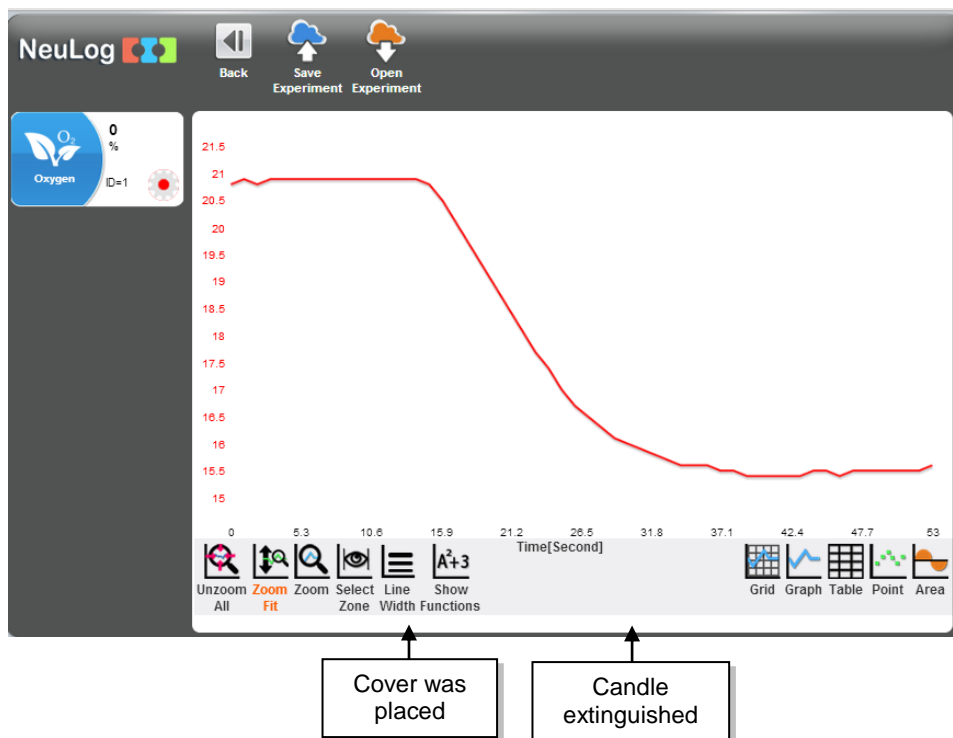 NeuLog
Back
Save
Experiment
Open
Experiment
O2
Oxygen
0
%
ID=1
21.5
21
20.5
20
19.5
19
18.5
18
17.5
17
16.5
16
15.5
15
0 5.3 10.6 15.9 21.2 26.5 31.8 37.1 42.4 47.7 53
Time[Second]
A²+3
Unzoom
All
Zoom
Fit
Zoom
Select
Zone
Line
Width
Show
Functions
Grid
Graph
Table
Point
Area
Cover was
placed
Candle
extinguished